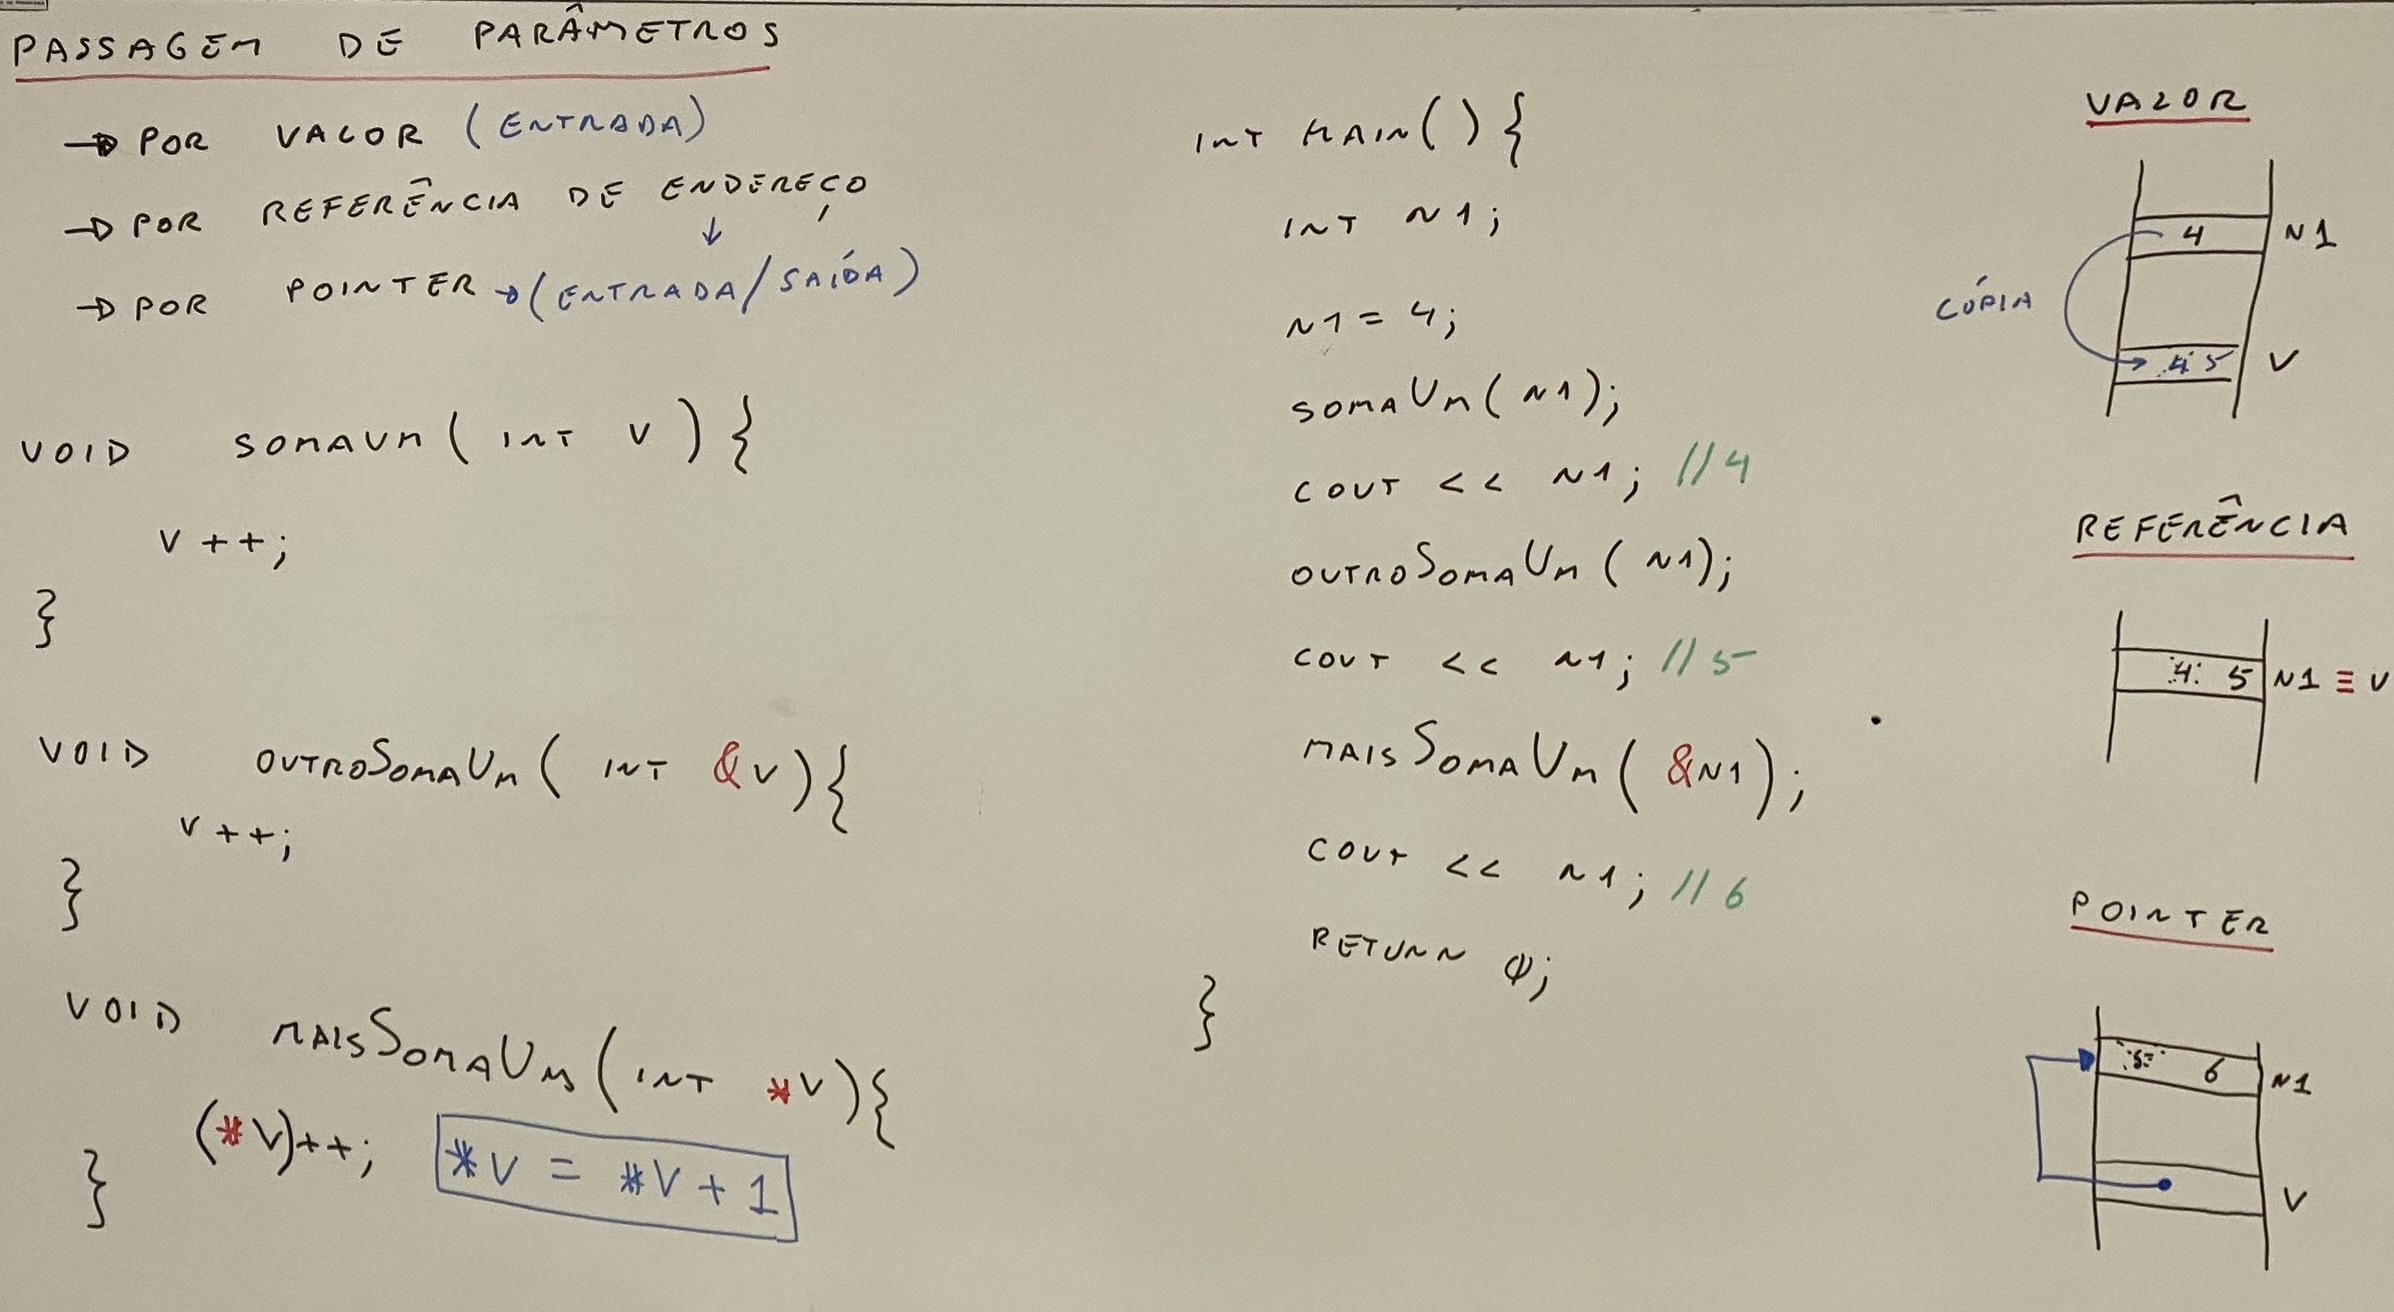 PASSAGEM DE PARÂMETROS
→ POR VALOR (ENTRADA)
→ POR REFERÊNCIA DE ENDEREÇO
↓
→ POR POINTER → (ENTRADA/SAÍDA)
VOID SOMAUM( INT V ) {
V ++;
}
VOID OUTROSOMAUM( INT &V){
V ++;
}
VOID MAISSOMAUM(INT *V){
(*V)++; *V = *V + 1
}
INT MAIN() {
INT N1;
N1 = 4;
SOMAUM( N1);
COUT << N1; //4
OUTROSOMAUM( N1);
COUT << N1; //5
MAISSOMAUM( &N1);
COUT << N1; //6
RETURN 0;
}
VALOR
4 N1
CÓPIA
4 5 V
REFERÊNCIA
4 5 N1 ≡ V
POINTER
5 6 N1
V